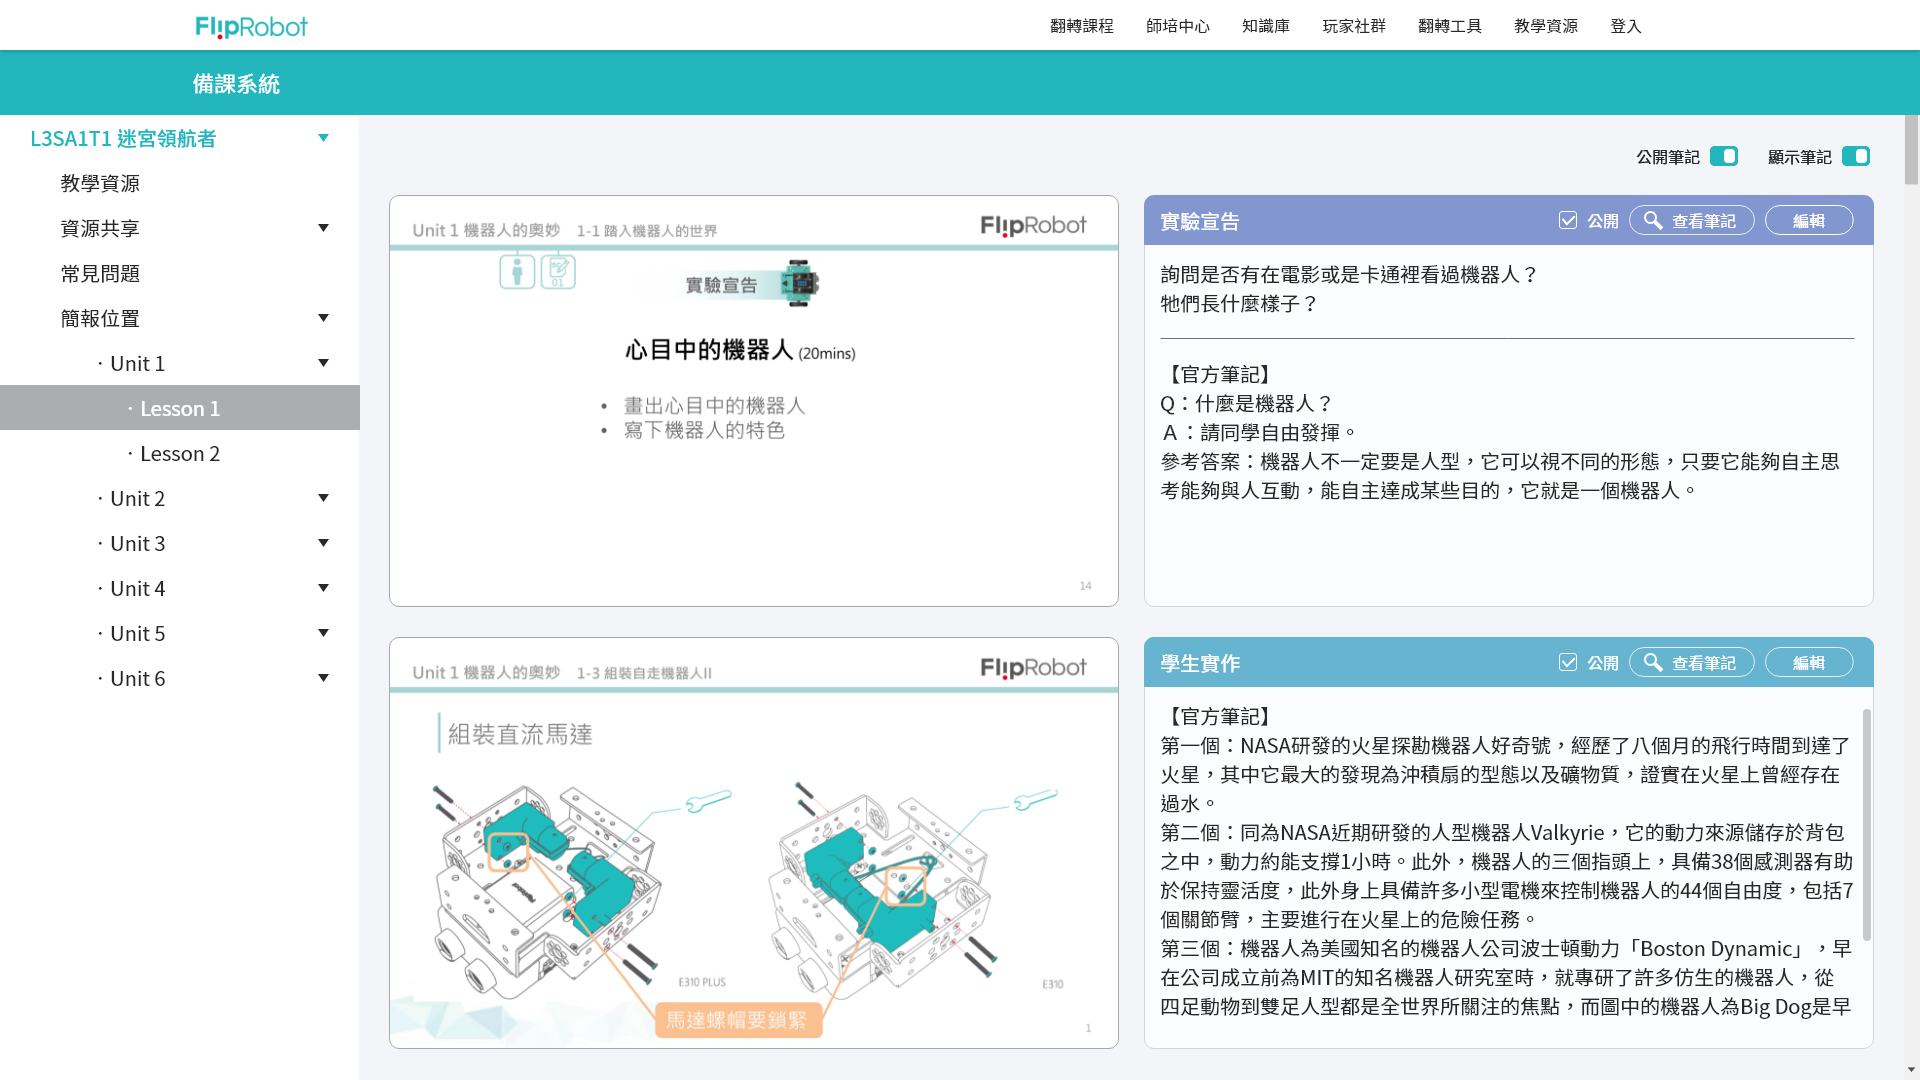 FlipRobot
翻轉課程 師培中心 知識庫 玩家社群 翻轉工具 教學資源 登入
備課系統
L3SA1T1 迷宮領航者
教學資源
資源共享
常見問題
簡報位置
· Unit 1
· Lesson 1
· Lesson 2
· Unit 2
· Unit 3
· Unit 4
· Unit 5
· Unit 6
公開筆記 顯示筆記
Unit 1 機器人的奧妙 1-1 踏入機器人的世界
FlipRobot
01
實驗宣告
心目中的機器人 (20mins)
• 畫出心目中的機器人
• 寫下機器人的特色
14
實驗宣告 公開 查看筆記 編輯
詢問是否有在電影或是卡通裡看過機器人？
牠們長什麼樣子？
【官方筆記】
Q：什麼是機器人？
Ａ：請同學自由發揮。
參考答案：機器人不一定要是人型，它可以視不同的形態，只要它能夠自主思
考能夠與人互動，能自主達成某些目的，它就是一個機器人。
Unit 1 機器人的奧妙 1-3 組裝自走機器人II
FlipRobot
組裝直流馬達
E310 PLUS
E310
馬達螺帽要鎖緊
1
學生實作 公開 查看筆記 編輯
【官方筆記】
第一個：NASA研發的火星探勘機器人好奇號，經歷了八個月的飛行時間到達了
火星，其中它最大的發現為沖積扇的型態以及礦物質，證實在火星上曾經存在
過水。
第二個：同為NASA近期研發的人型機器人Valkyrie，它的動力來源儲存於背包
之中，動力約能支撐1小時。此外，機器人的三個指頭上，具備38個感測器有助
於保持靈活度，此外身上具備許多小型電機來控制機器人的44個自由度，包括7
個關節臂，主要進行在火星上的危險任務。
第三個：機器人為美國知名的機器人公司波士頓動力「Boston Dynamic」，早
在公司成立前為MIT的知名機器人研究室時，就專研了許多仿生的機器人，從
四足動物到雙足人型都是全世界所關注的焦點，而圖中的機器人為Big Dog是早